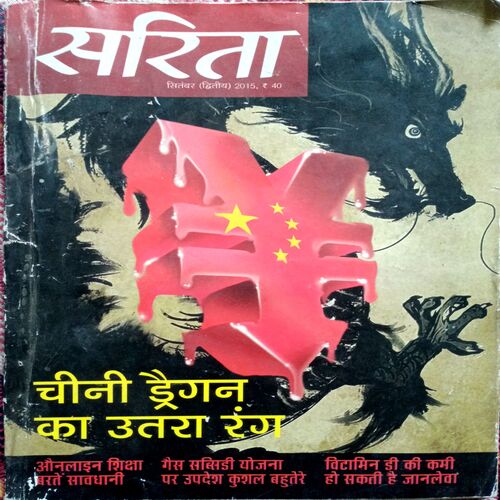 सरिता
सितंबर (द्वितीय) 2015, ₹ 40
चीनी ड्रैगन
का उतरा रंग
औनलाइन शिक्षा
बरतें सावधानी
गैस सब्सिडी योजना
पर उपदेश कुशल बहुतेरे
विटामिन डी की कमी
हो सकती है जानलेवा